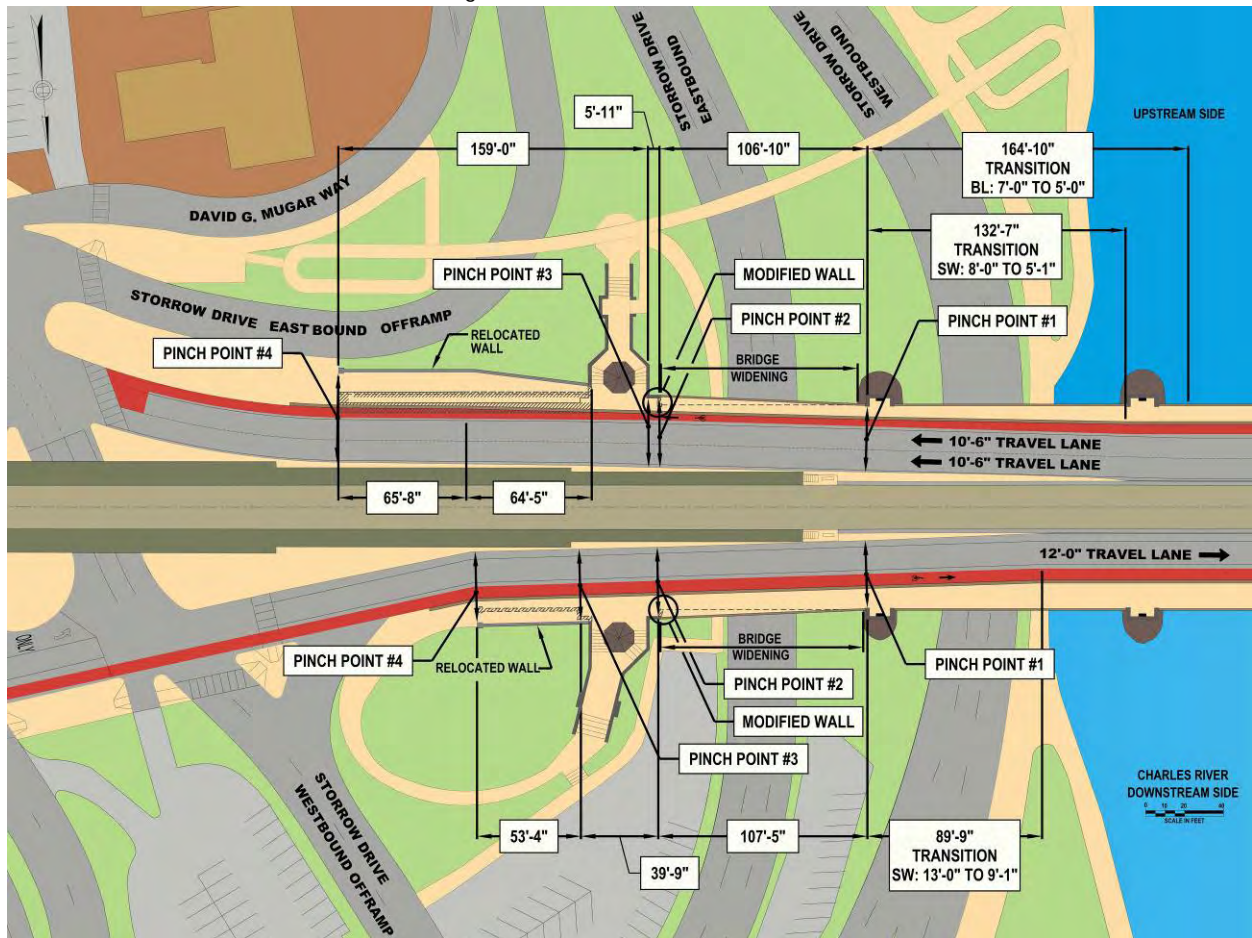 STORROW DRIVE
EASTBOUND
STORROW DRIVE
WESTBOUND
UPSTREAM SIDE
5'-11"
159'-0"
106'-10"
164'-10"
TRANSITION
BL: 7'-0" TO 5'-0"
DAVID G. MUGAR WAY
132'-7"
TRANSITION
SW: 8'-0" TO 5'-1"
PINCH POINT #3
MODIFIED WALL
STORROW DRIVE EASTBOUND OFFRAMP
PINCH POINT #2
PINCH POINT #1
RELOCATED
WALL
PINCH POINT #4
BRIDGE
WIDENING
10'-6" TRAVEL LANE
10'-6" TRAVEL LANE
65'-8"
64'-5"
12'-0" TRAVEL LANE
ONLY
PINCH POINT #4
RELOCATED WALL
BRIDGE
WIDENING
PINCH POINT #1
PINCH POINT #2
MODIFIED WALL
PINCH POINT #3
STORROW DRIVE
WESTBOUND OFFRAMP
CHARLES RIVER
DOWNSTREAM SIDE
0 10 20 40
SCALE IN FEET
53'-4"
39'-9"
107'-5"
89'-9"
TRANSITION
SW: 13'-0" TO 9'-1"